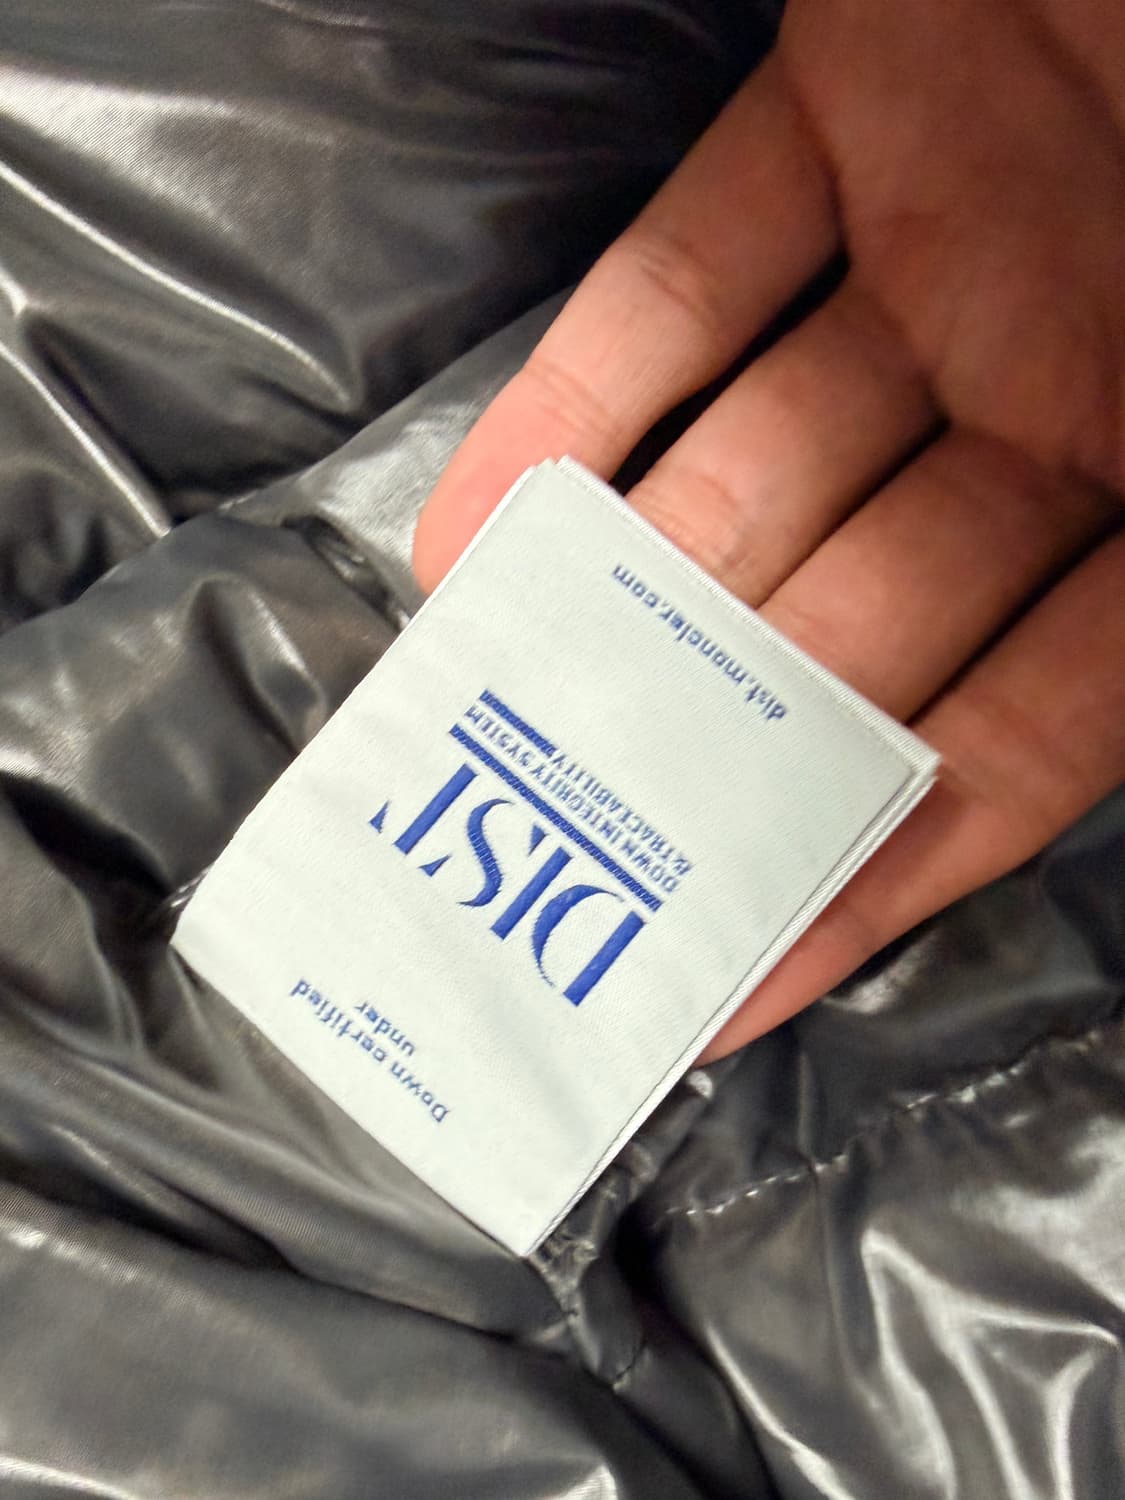 Down certified
under
DIST
DOWN INTEGRITY SYSTEM
& TRACEABILITY
dist.moncler.com